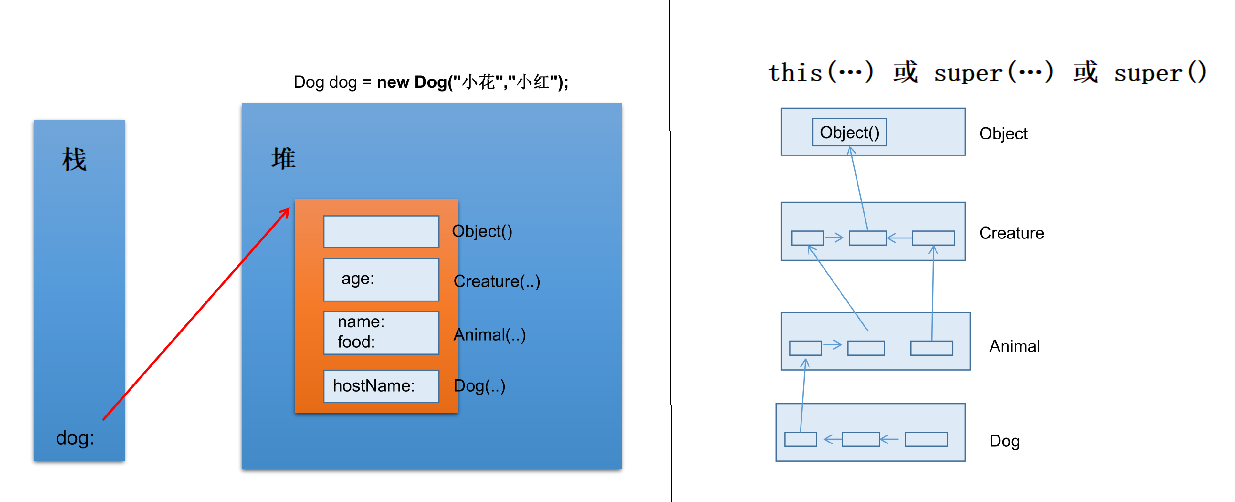 Dog dog = new Dog("小花","小红");
栈
堆
Object()
age:
Creature(..)
name:
food:
Animal(..)
hostName:
Dog(..)
dog:
this(…) 或 super(…) 或 super()
Object()
Object
Creature
Animal
Dog